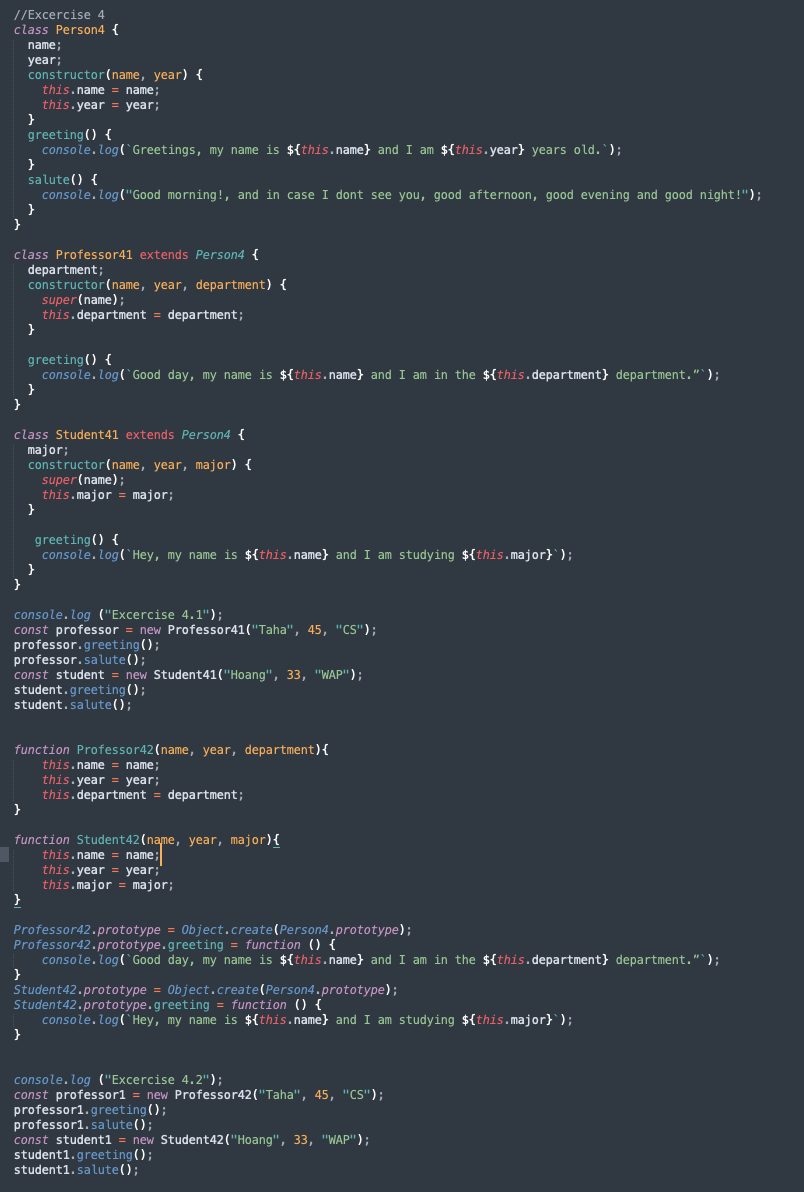 //Excercise 4
class Person4 {
  name;
  year;
  constructor(name, year) {
    this.name = name;
    this.year = year;
  }
  greeting() {
    console.log(`Greetings, my name is ${this.name} and I am ${this.year} years old.`);
  }
  salute() {
    console.log("Good morning!, and in case I dont see you, good afternoon, good evening and good night!");
  }
}

class Professor41 extends Person4 {
  department;
  constructor(name, year, department) {
    super(name);
    this.department = department;
  }

  greeting() {
    console.log(`Good day, my name is ${this.name} and I am in the ${this.department} department.”`);
  }
}

class Student41 extends Person4 {
  major;
  constructor(name, year, major) {
    super(name);
    this.major = major;
  }

   greeting() {
    console.log(`Hey, my name is ${this.name} and I am studying ${this.major}`);
  }
}

console.log ("Excercise 4.1");
const professor = new Professor41("Taha", 45, "CS");
professor.greeting();
professor.salute();
const student = new Student41("Hoang", 33, "WAP");
student.greeting();
student.salute();


function Professor42(name, year, department){
    this.name = name;
    this.year = year;
    this.department = department;
}

function Student42(name, year, major){
    this.name = name;
    this.year = year;
    this.major = major;
}

Professor42.prototype = Object.create(Person4.prototype);
Professor42.prototype.greeting = function () {
    console.log(`Good day, my name is ${this.name} and I am in the ${this.department} department.”`);
}
Student42.prototype = Object.create(Person4.prototype);
Student42.prototype.greeting = function () {
    console.log(`Hey, my name is ${this.name} and I am studying ${this.major}`);
}


console.log ("Excercise 4.2");
const professor1 = new Professor42("Taha", 45, "CS");
professor1.greeting();
professor1.salute();
const student1 = new Student42("Hoang", 33, "WAP");
student1.greeting();
student1.salute();